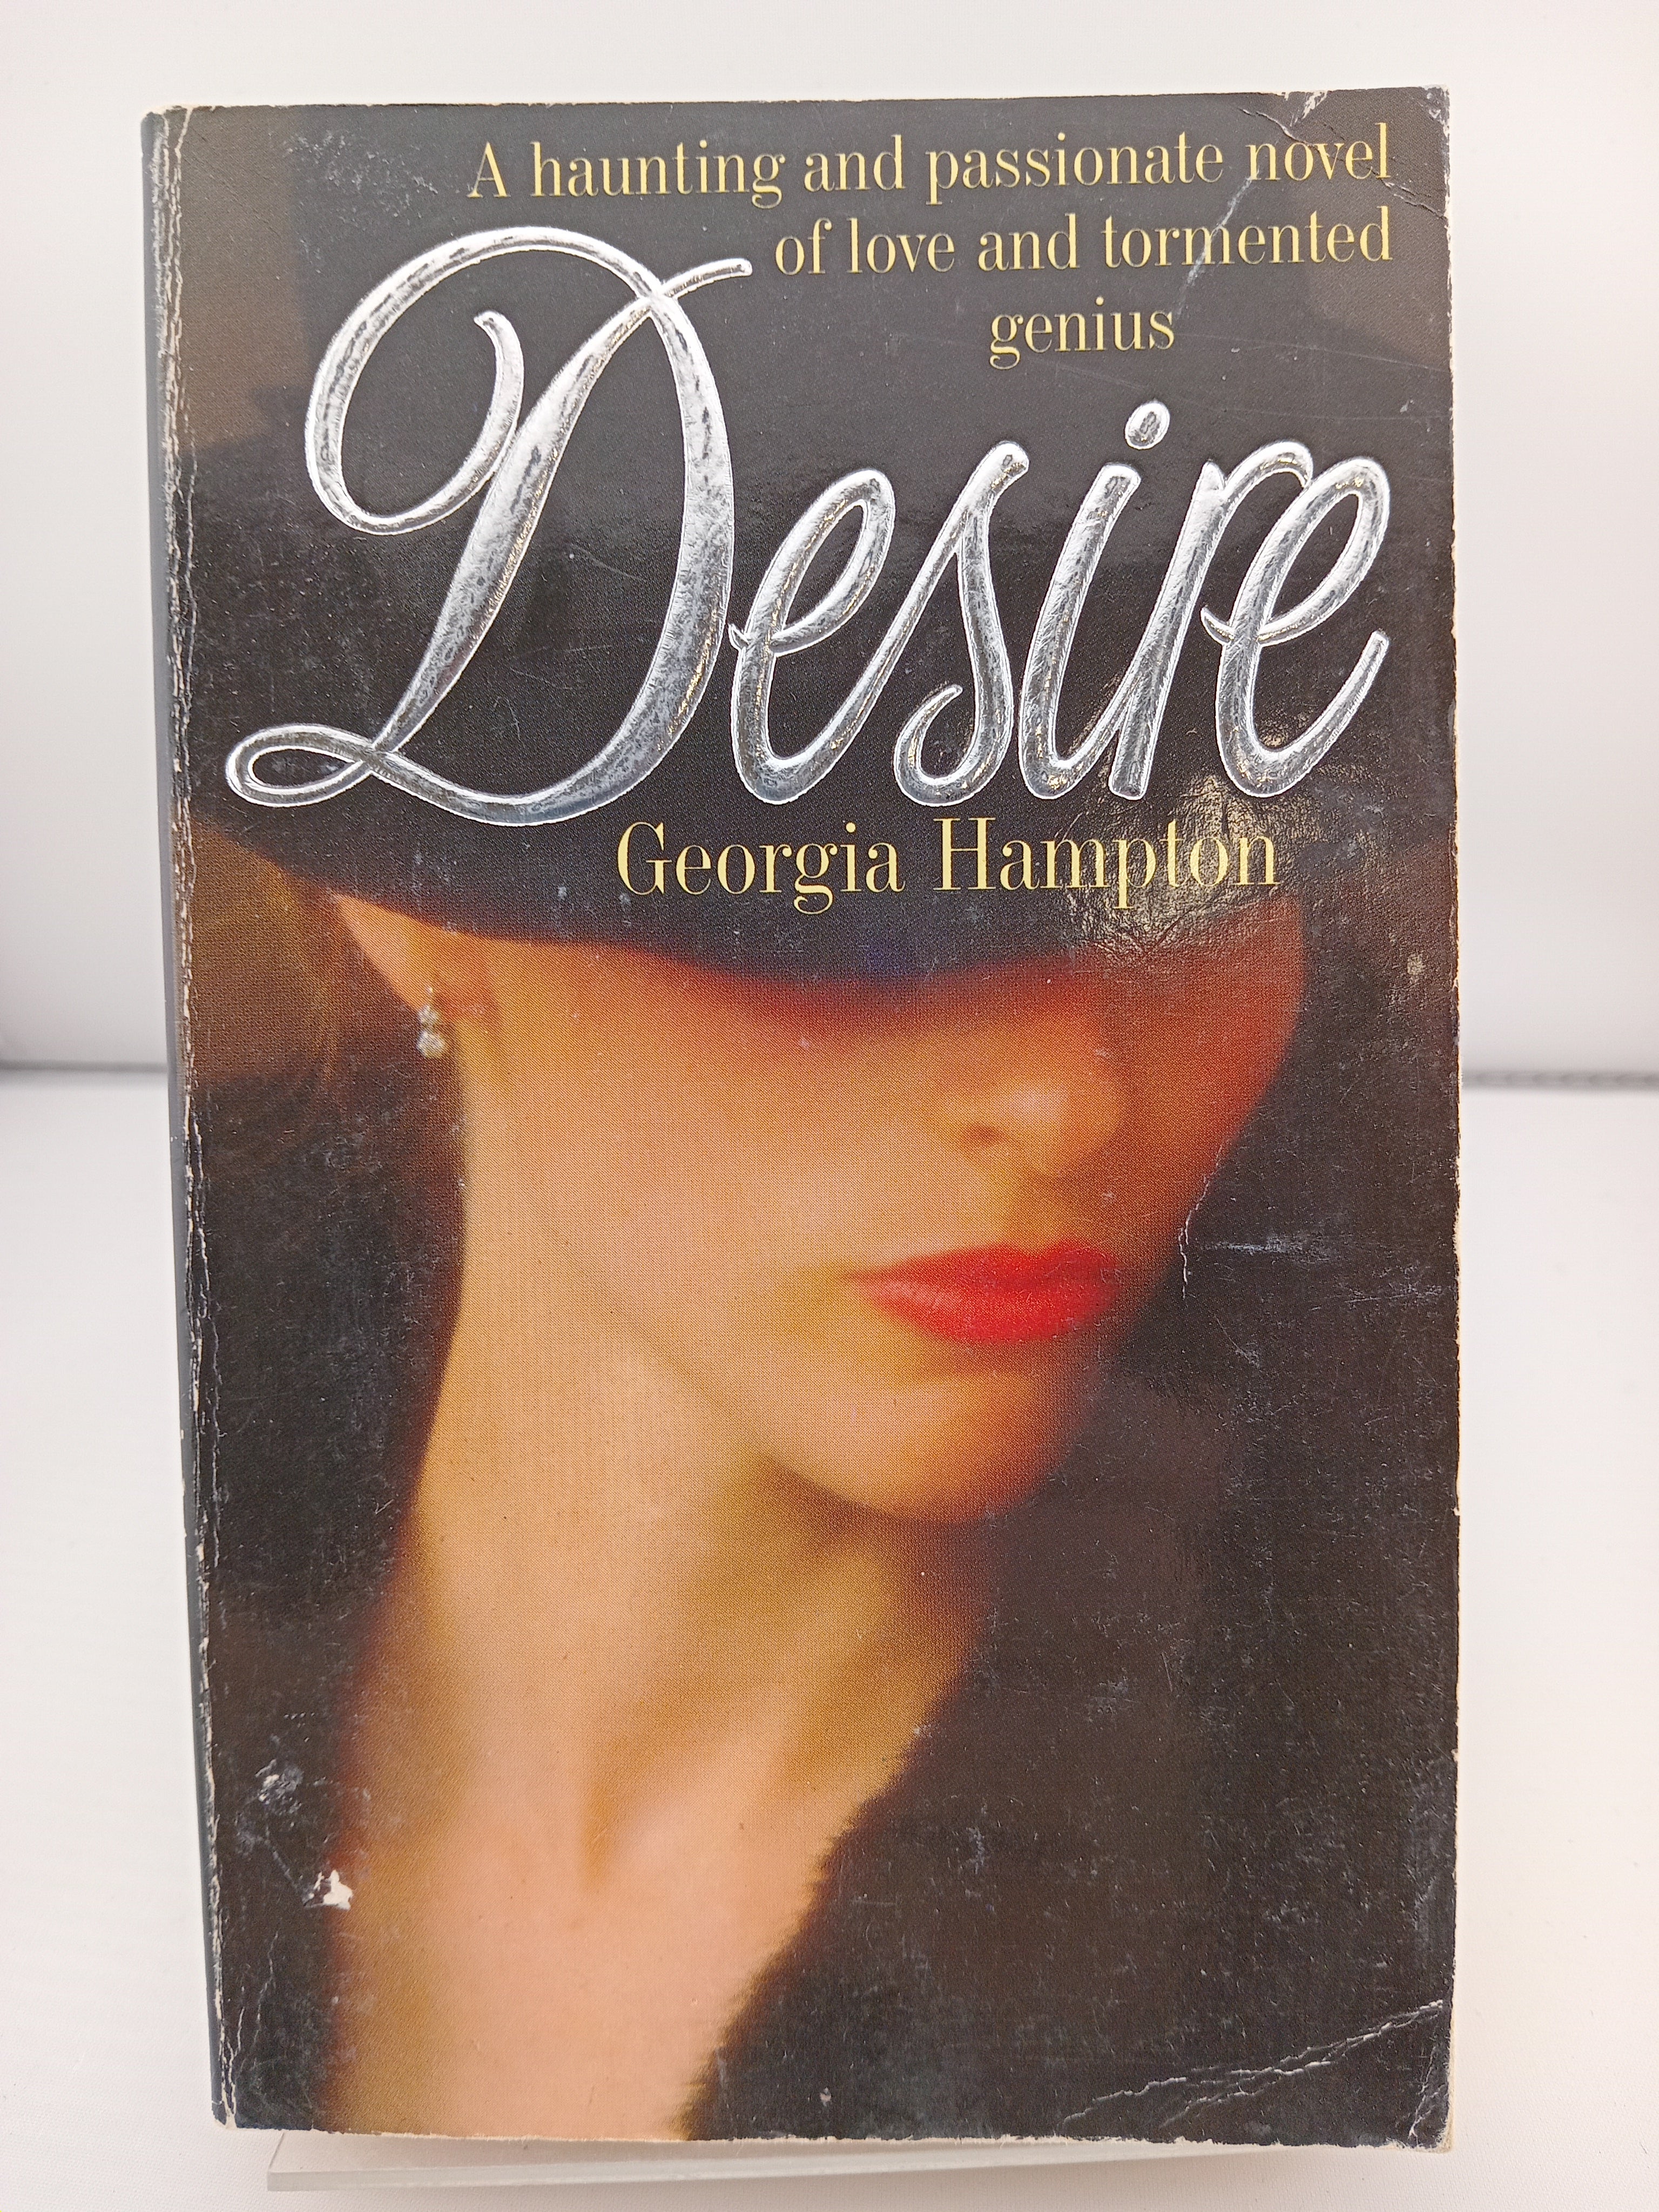 A haunting and passionate novel
of love and tormented
genius
Desire
Georgia Hampton